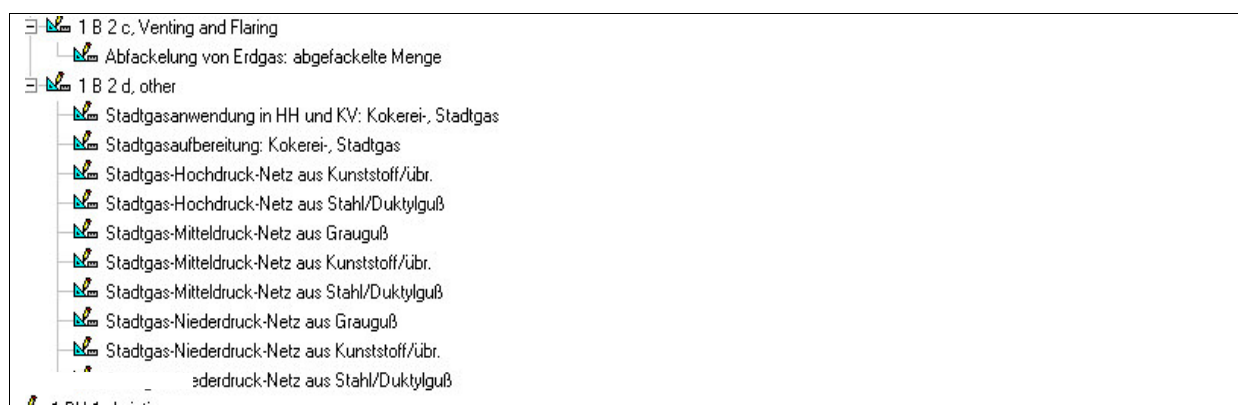 1 B 2 c, Venting and Flaring
Abfackelung von Erdgas: abgefackelte Menge
1 B 2 d, other
Stadtgasanwendung in HH und KV: Kokerei-, Stadtgas
Stadtgasaufbereitung: Kokerei-, Stadtgas
Stadtgas-Hochdruck-Netz aus Kunststoff/übr.
Stadtgas-Hochdruck-Netz aus Stahl/Duktylguß
Stadtgas-Mitteldruck-Netz aus Grauguß
Stadtgas-Mitteldruck-Netz aus Kunststoff/übr.
Stadtgas-Mitteldruck-Netz aus Stahl/Duktylguß
Stadtgas-Niederdruck-Netz aus Grauguß
Stadtgas-Niederdruck-Netz aus Kunststoff/übr.
ederdruck-Netz aus Stahl/Duktylguß